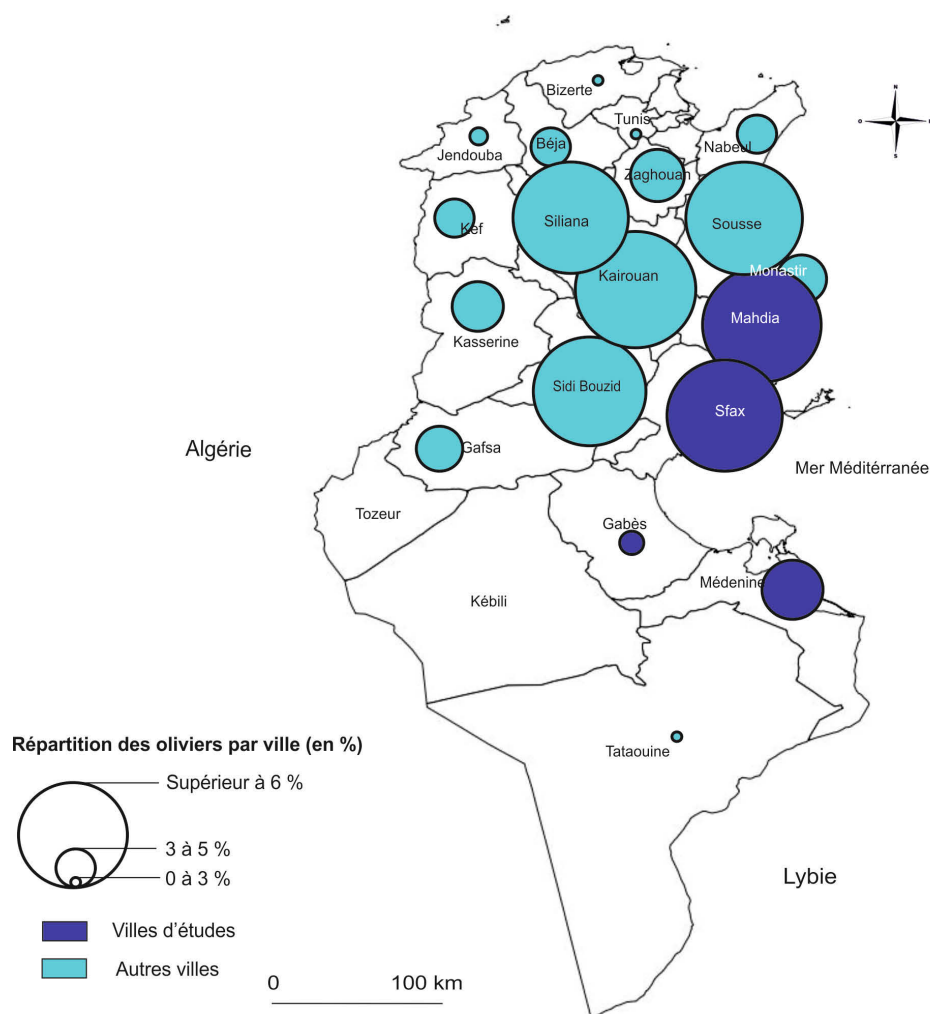 Bizerte
Tunis
Jendouba
Béja
Nabeul
Zaghouan
N
O
E
S
Kef
Siliana
Sousse
Kairouan
Monastir
Mahdia
Kasserine
Sidi Bouzid
Sfax
Algérie
Gafsa
Mer Méditérranée
Tozeur
Gabès
Kébili
Médenine
Tataouine
Lybie
Répartition des oliviers par ville (en %)
Supérieur à 6 %
3 à 5 %
0 à 3 %
Villes d'études
Autres villes
0 100 km